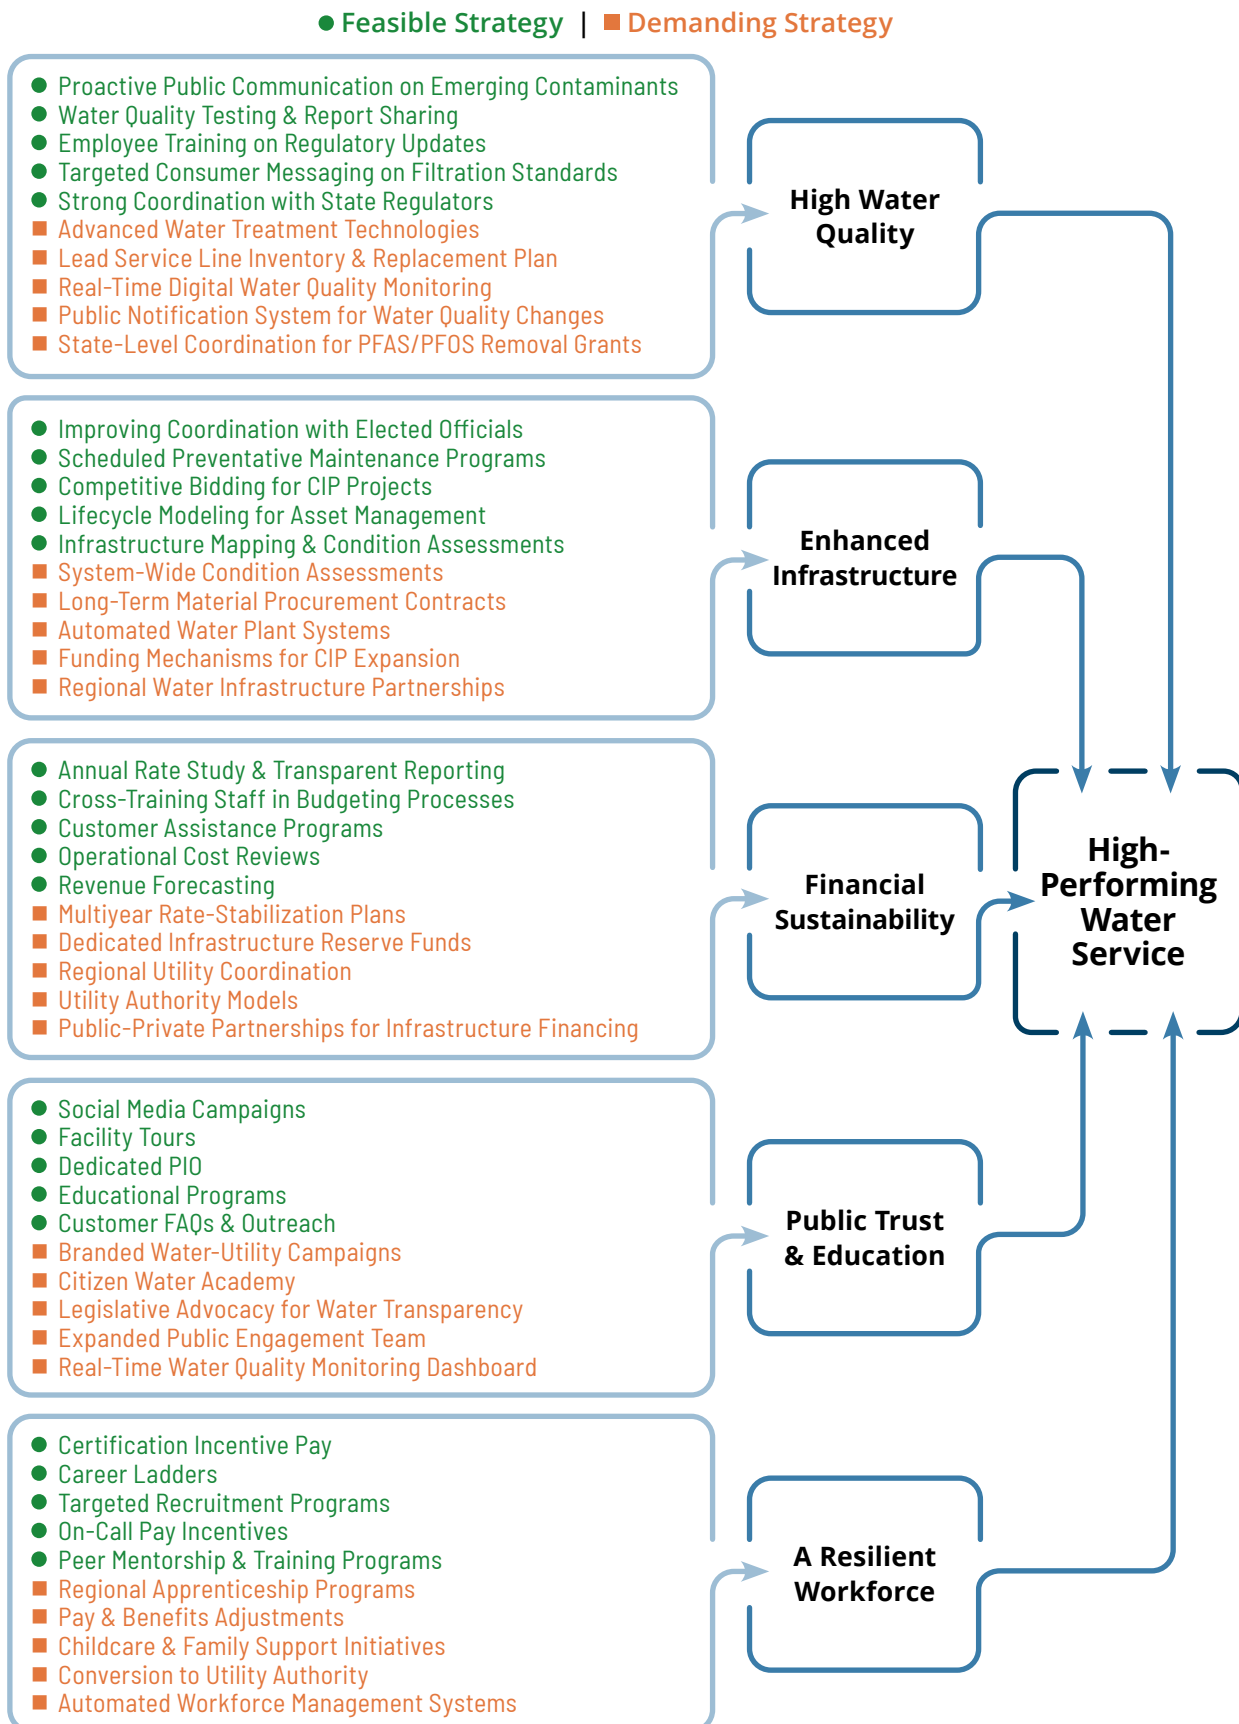 ● Feasible Strategy | ■ Demanding Strategy
● Proactive Public Communication on Emerging Contaminants
● Water Quality Testing & Report Sharing
● Employee Training on Regulatory Updates
● Targeted Consumer Messaging on Filtration Standards
● Strong Coordination with State Regulators
■ Advanced Water Treatment Technologies
■ Lead Service Line Inventory & Replacement Plan
■ Real-Time Digital Water Quality Monitoring
■ Public Notification System for Water Quality Changes
■ State-Level Coordination for PFAS/PFOS Removal Grants
High Water
Quality
● Improving Coordination with Elected Officials
● Scheduled Preventative Maintenance Programs
● Competitive Bidding for CIP Projects
● Lifecycle Modeling for Asset Management
● Infrastructure Mapping & Condition Assessments
■ System-Wide Condition Assessments
■ Long-Term Material Procurement Contracts
■ Automated Water Plant Systems
■ Funding Mechanisms for CIP Expansion
■ Regional Water Infrastructure Partnerships
Enhanced
Infrastructure
● Annual Rate Study & Transparent Reporting
● Cross-Training Staff in Budgeting Processes
● Customer Assistance Programs
● Operational Cost Reviews
● Revenue Forecasting
■ Multiyear Rate-Stabilization Plans
■ Dedicated Infrastructure Reserve Funds
■ Regional Utility Coordination
■ Utility Authority Models
■ Public-Private Partnerships for Infrastructure Financing
Financial
Sustainability
High-
Performing
Water
Service
● Social Media Campaigns
● Facility Tours
● Dedicated PIO
● Educational Programs
● Customer FAQs & Outreach
■ Branded Water-Utility Campaigns
■ Citizen Water Academy
■ Legislative Advocacy for Water Transparency
■ Expanded Public Engagement Team
■ Real-Time Water Quality Monitoring Dashboard
Public Trust
& Education
● Certification Incentive Pay
● Career Ladders
● Targeted Recruitment Programs
● On-Call Pay Incentives
● Peer Mentorship & Training Programs
■ Regional Apprenticeship Programs
■ Pay & Benefits Adjustments
■ Childcare & Family Support Initiatives
■ Conversion to Utility Authority
■ Automated Workforce Management Systems
A Resilient
Workforce